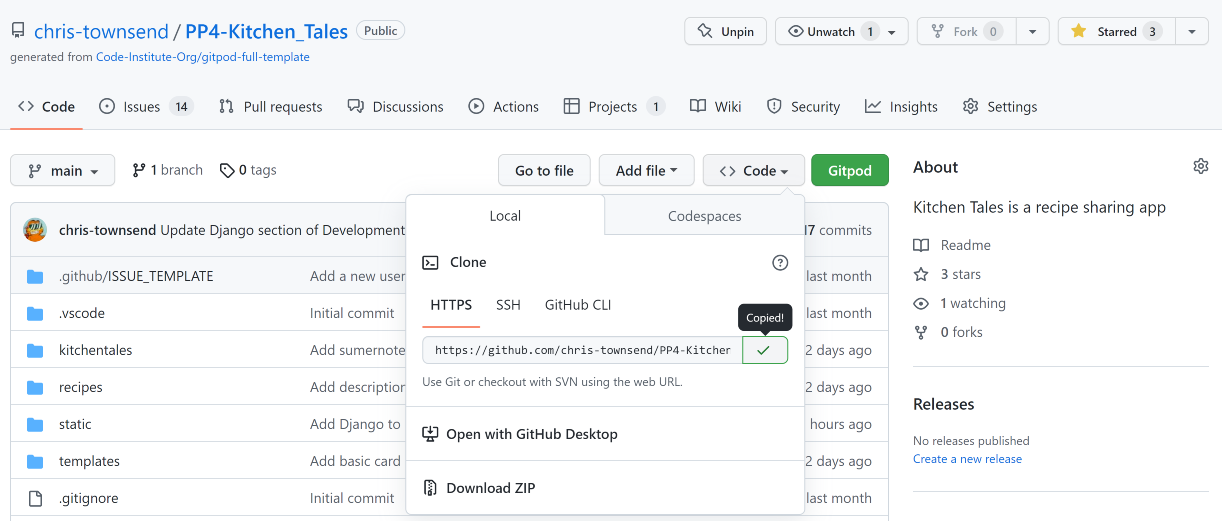 chris-townsend / PP4-Kitchen_Tales Public Unpin Unwatch 1 Fork 0 Starred 3
generated from Code-Institute-Org/gitpod-full-template
Code Issues 14 Pull requests Discussions Actions Projects 1 Wiki Security Insights Settings
main 1 branch 0 tags Go to file Add file Code Gitpod
Local Codespaces
Clone
HTTPS SSH GitHub CLI
Copied!
https://github.com/chris-townsend/PP4-Kitcher
Use Git or checkout with SVN using the web URL.
Open with GitHub Desktop
Download ZIP
chris-townsend Update Django section of Development 17 commits
.github/ISSUE_TEMPLATE Add a new user last month
.vscode Initial commit last month
kitchentales Add sumernote 2 days ago
recipes Add description 2 days ago
static Add Django to hours ago
templates Add basic card 2 days ago
.gitignore Initial commit last month
About
Kitchen Tales is a recipe sharing app
Readme
3 stars
1 watching
0 forks
Releases
No releases published
Create a new release